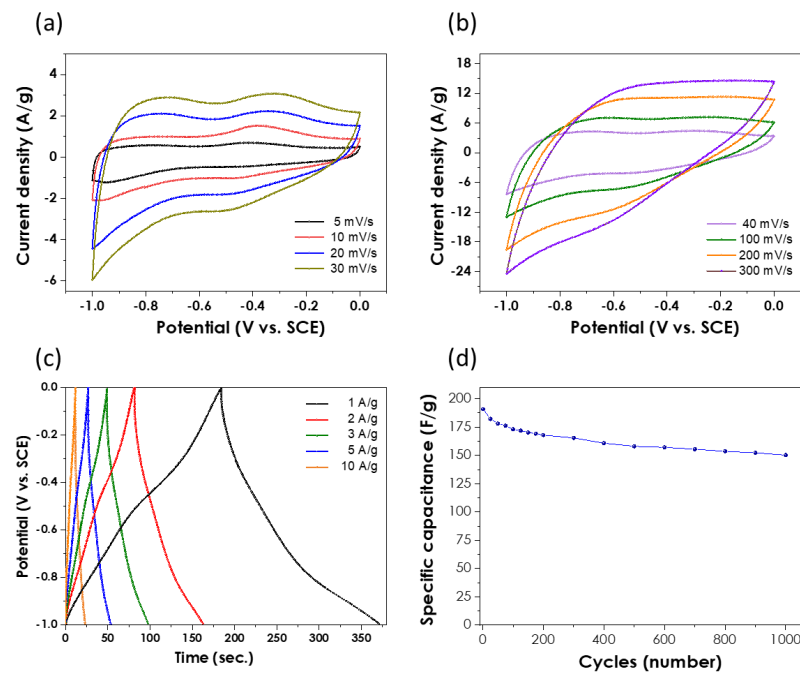 (a)
4
2
0
-2
-4
-6
Current density (A/g)
5 mV/s
10 mV/s
20 mV/s
30 mV/s
-1.0
-0.8
-0.6
-0.4
-0.2
0.0
Potential (V vs. SCE)
(b)
18
12
6
0
-6
-12
-18
-24
Current density (A/g)
40 mV/s
100 mV/s
200 mV/s
300 mV/s
-1.0
-0.8
-0.6
-0.4
-0.2
0.0
Potential (V vs. SCE)
(c)
0.0
-0.2
-0.4
-0.6
-0.8
-1.0
Potential (V vs. SCE)
1 A/g
2 A/g
3 A/g
5 A/g
10 A/g
0
50
100
150
200
250
300
350
Time (sec.)
(d)
200
175
150
125
100
75
50
25
0
Specific capacitance (F/g)
0
200
400
600
800
1000
Cycles (number)